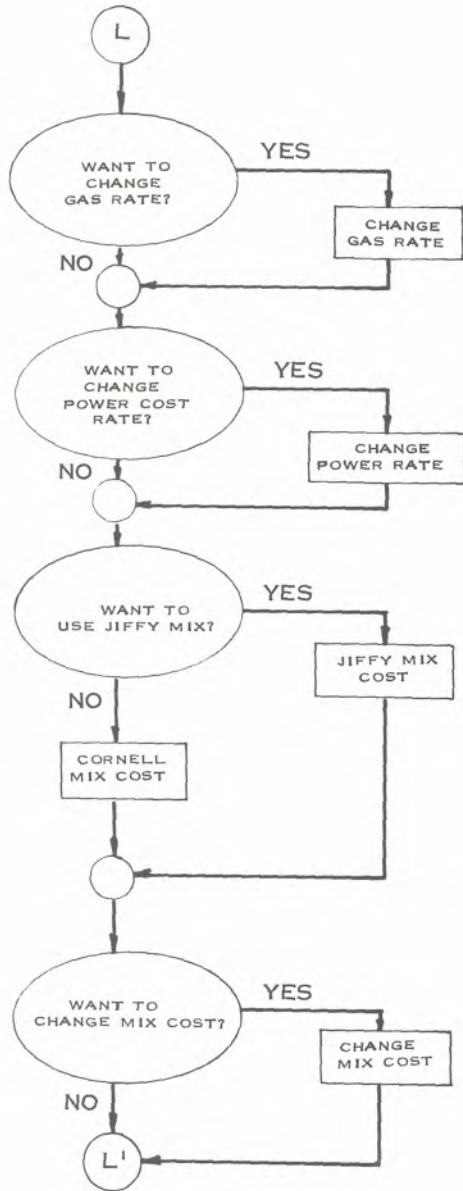 L
WANT TO
CHANGE
GAS RATE?
YES
CHANGE
GAS RATE
NO
WANT TO
CHANGE
POWER COST
RATE?
YES
CHANGE
POWER RATE
NO
WANT TO
USE JIFFY MIX?
YES
JIFFY MIX
COST
NO
CORNELL
MIX COST
WANT TO
CHANGE MIX COST?
YES
CHANGE
MIX COST
NO
L'